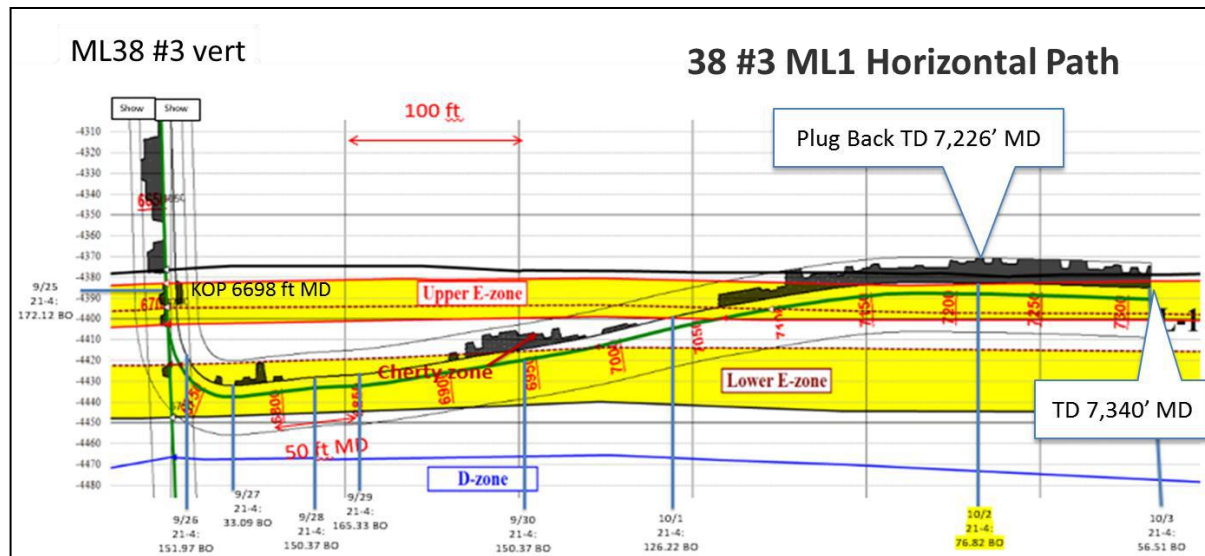 ML38 #3 vert
38 #3 ML1 Horizontal Path
Show
Show
100 ft
Plug Back TD 7,226’ MD
-4310
-4320
-4330
-4340
-4350
-4360
-4370
-4380
-4390
-4400
-4410
-4420
-4430
-4440
-4450
-4460
-4470
-4480
9/25
21-4:
172.12 BO
KOP 6698 ft MD
Upper E-zone
Cherty zone
Lower E-zone
6800
6900
7050
7200
7250
7300
L-1
TD 7,340’ MD
50 ft MD
D-zone
9/26
21-4:
151.97 BO
9/27
21-4:
33.09 BO
9/28
21-4:
150.37 BO
9/29
21-4:
165.33 BO
9/30
21-4:
150.37 BO
10/1
21-4:
126.22 BO
10/2
21-4:
76.82 BO
10/3
21-4:
56.51 BO